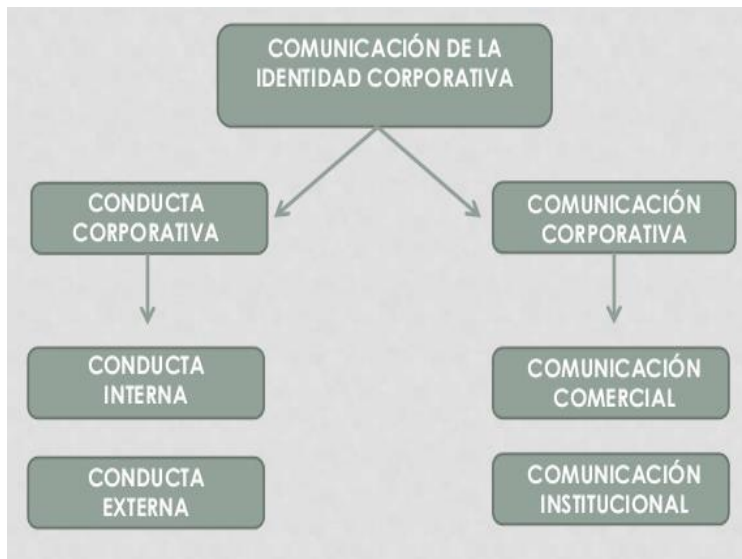 COMUNICACIÓN DE LA
IDENTIDAD CORPORATIVA
CONDUCTA
CORPORATIVA
COMUNICACIÓN
CORPORATIVA
CONDUCTA
INTERNA
COMUNICACIÓN
COMERCIAL
CONDUCTA
EXTERNA
COMUNICACIÓN
INSTITUCIONAL